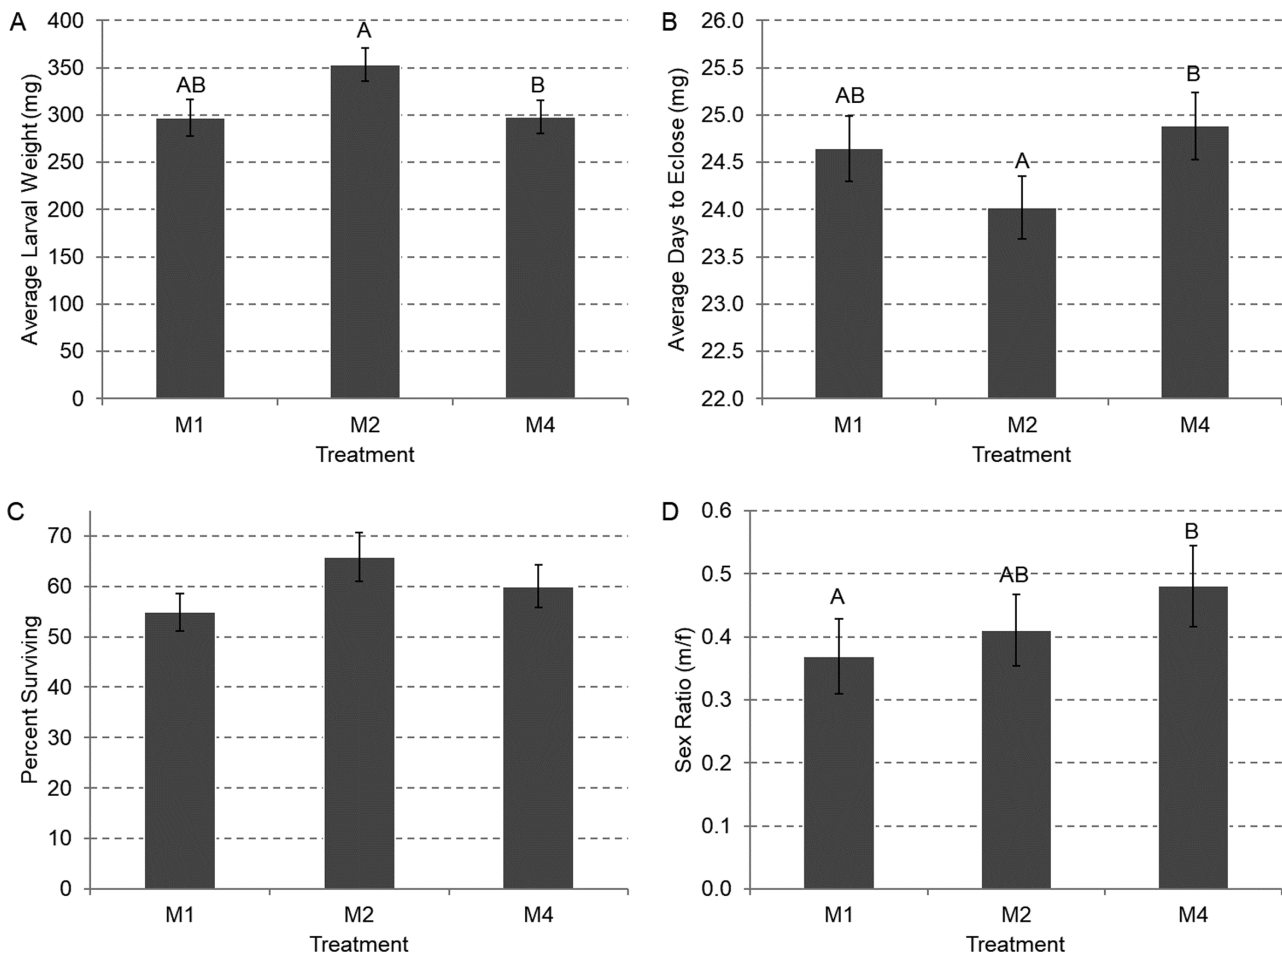 A
Average Larval Weight (mg)
400
350
300
250
200
150
100
50
0
AB
A
B
M1 M2 M4
Treatment
B
Average Days to Eclose (mg)
26.0
25.5
25.0
24.5
24.0
23.5
23.0
22.5
22.0
AB
A
B
M1 M2 M4
Treatment
C
Percent Surviving
70
60
50
40
30
20
10
0
M1 M2 M4
Treatment
D
Sex Ratio (m/f)
0.6
0.5
0.4
0.3
0.2
0.1
0.0
A
AB
B
M1 M2 M4
Treatment